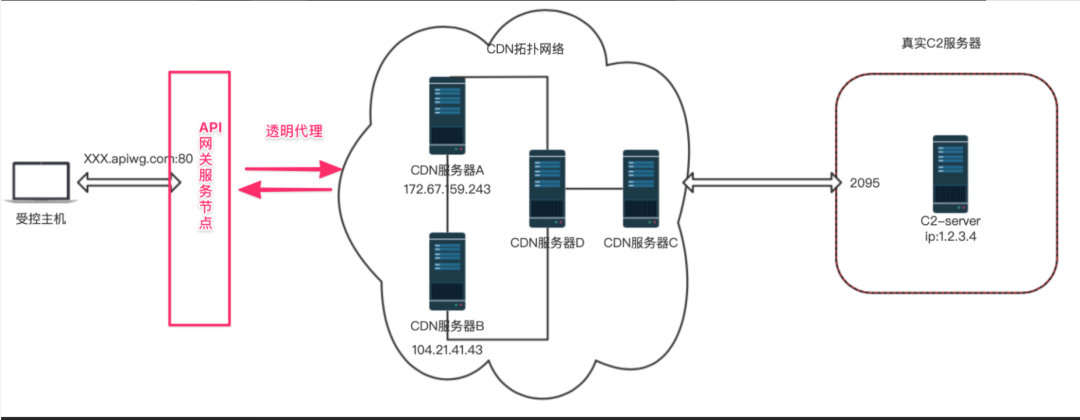 CDN拓扑网络
真实C2服务器
API
网
关
服
务
节
点
透明代理
XXX.apiwg.com:80
受控主机
CDN服务器A
172.67.159.243
CDN服务器D
CDN服务器C
2095
C2-server
ip:1.2.3.4
CDN服务器B
104.21.41.43